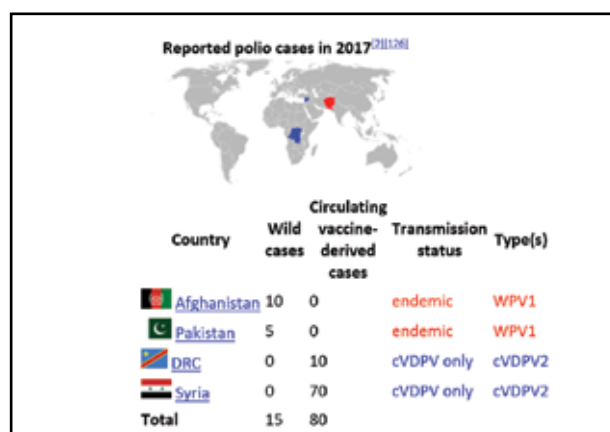 Reported polio cases in 2017[2][126]
Country Wild cases Circulating vaccine-derived cases Transmission status Type(s)
Afghanistan 10 0 endemic WPV1
Pakistan 5 0 endemic WPV1
DRC 0 10 cVDPV only cVDPV2
Syria 0 70 cVDPV only cVDPV2
Total 15 80